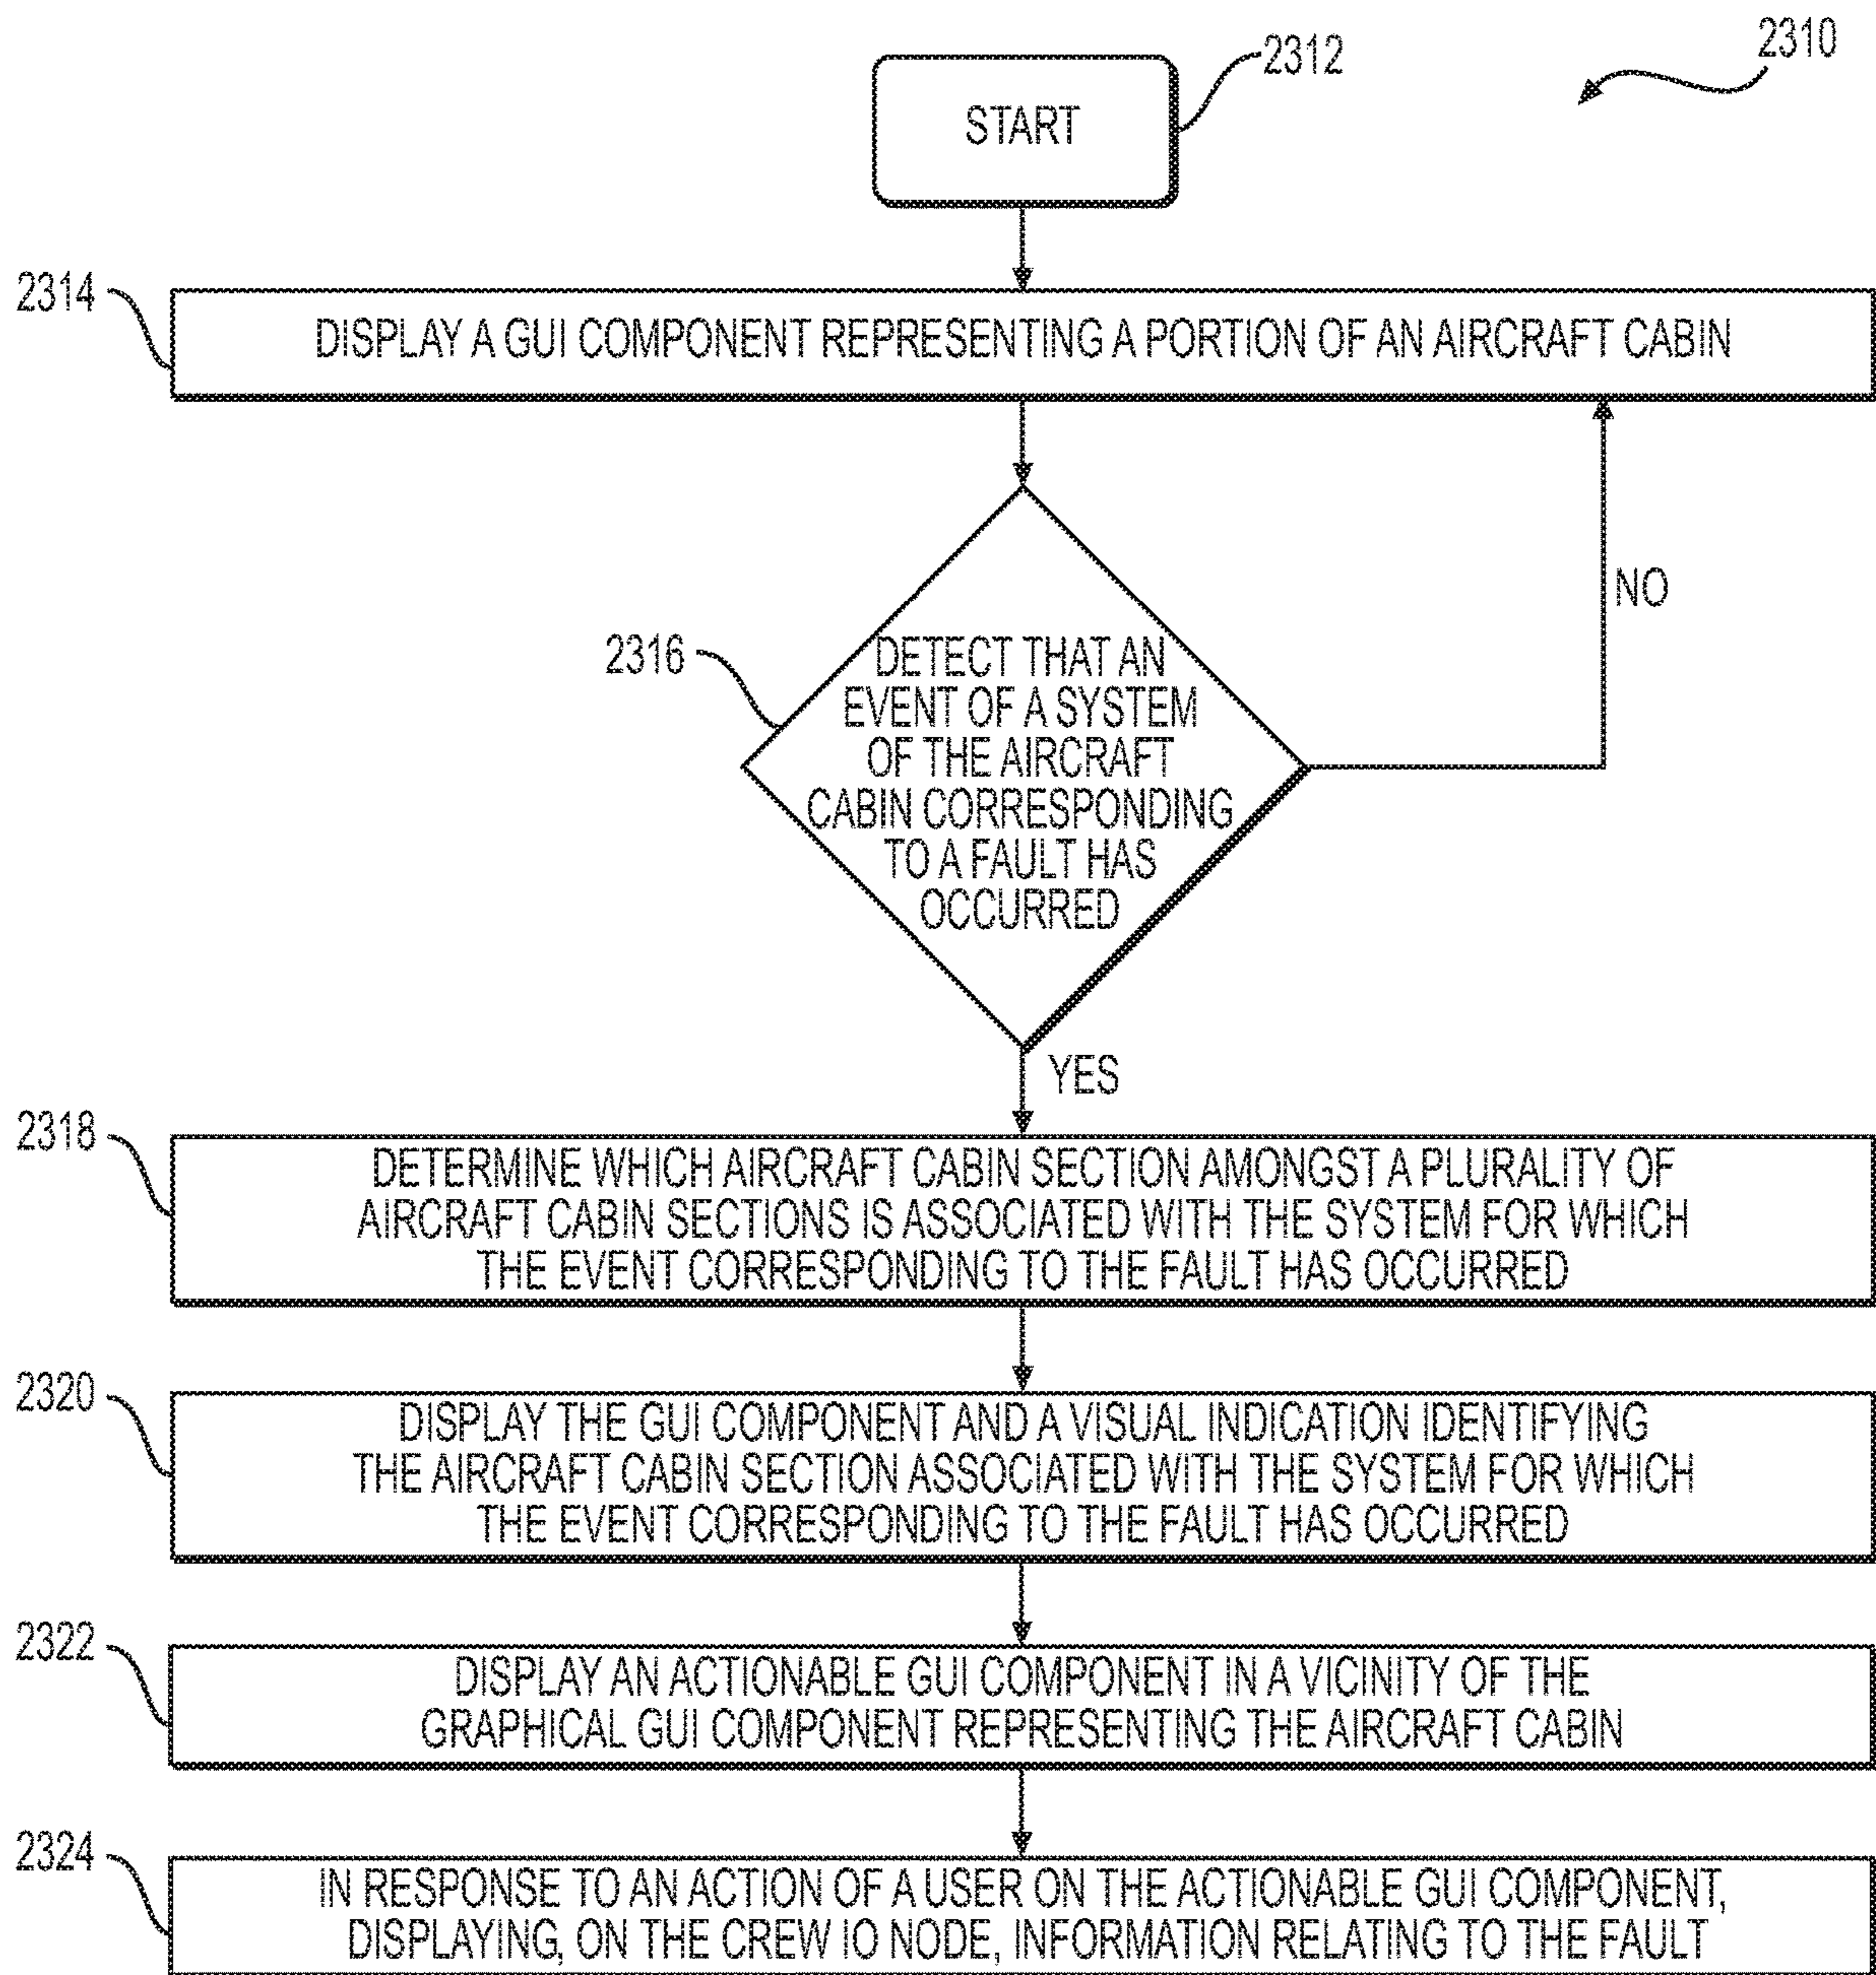 2310
2312
START
2314
DISPLAY A GUI COMPONENT REPRESENTING A PORTION OF AN AIRCRAFT CABIN
NO
2316
DETECT THAT AN
EVENT OF A SYSTEM
OF THE AIRCRAFT
CABIN CORRESPONDING
TO A FAULT HAS
OCCURRED
YES
2318
DETERMINE WHICH AIRCRAFT CABIN SECTION AMONGST A PLURALITY OF
AIRCRAFT CABIN SECTIONS IS ASSOCIATED WITH THE SYSTEM FOR WHICH
THE EVENT CORRESPONDING TO THE FAULT HAS OCCURRED
2320
DISPLAY THE GUI COMPONENT AND A VISUAL INDICATION IDENTIFYING
THE AIRCRAFT CABIN SECTION ASSOCIATED WITH THE SYSTEM FOR WHICH
THE EVENT CORRESPONDING TO THE FAULT HAS OCCURRED
2322
DISPLAY AN ACTIONABLE GUI COMPONENT IN A VICINITY OF THE
GRAPHICAL GUI COMPONENT REPRESENTING THE AIRCRAFT CABIN
2324
IN RESPONSE TO AN ACTION OF A USER ON THE ACTIONABLE GUI COMPONENT,
DISPLAYING, ON THE CREW IO NODE, INFORMATION RELATING TO THE FAULT